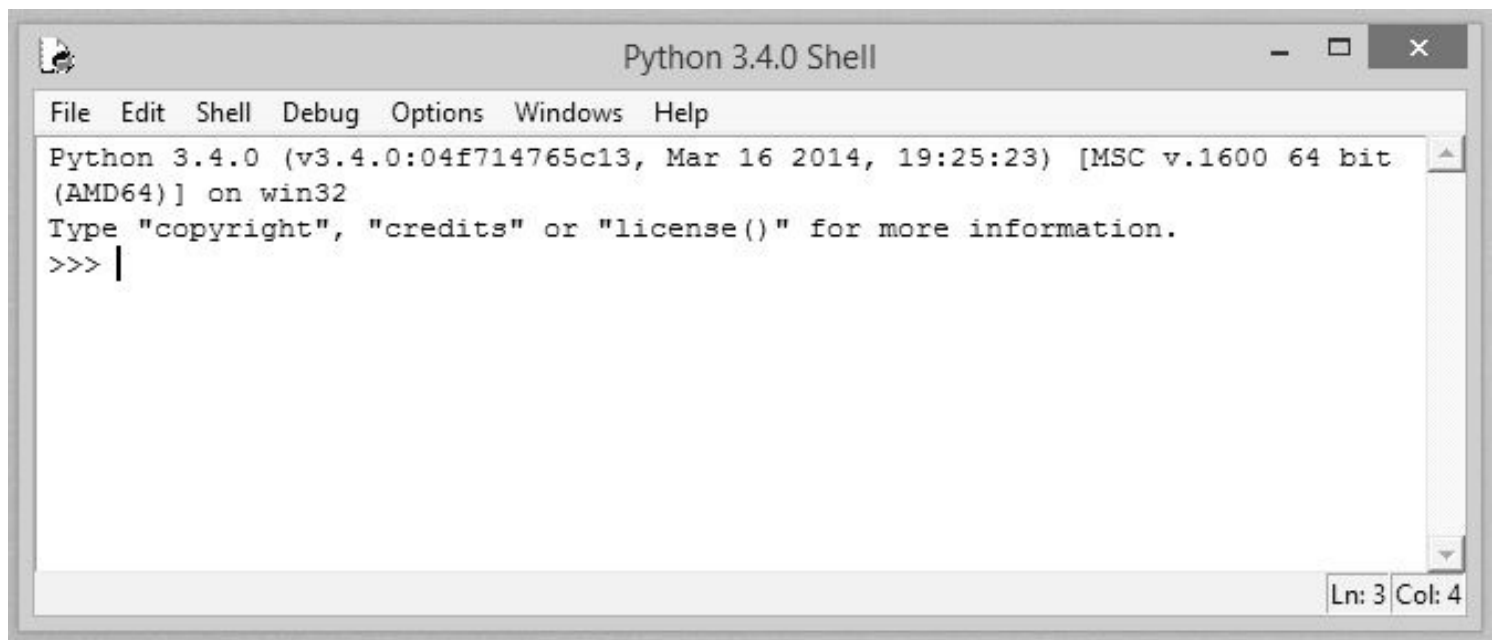 Python 3.4.0 Shell
File Edit Shell Debug Options Windows Help
Python 3.4.0 (v3.4.0:04f714765c13, Mar 16 2014, 19:25:23) [MSC v.1600 64 bit
(AMD64)] on win32
Type "copyright", "credits" or "license()" for more information.
>>>
Ln: 3 Col: 4